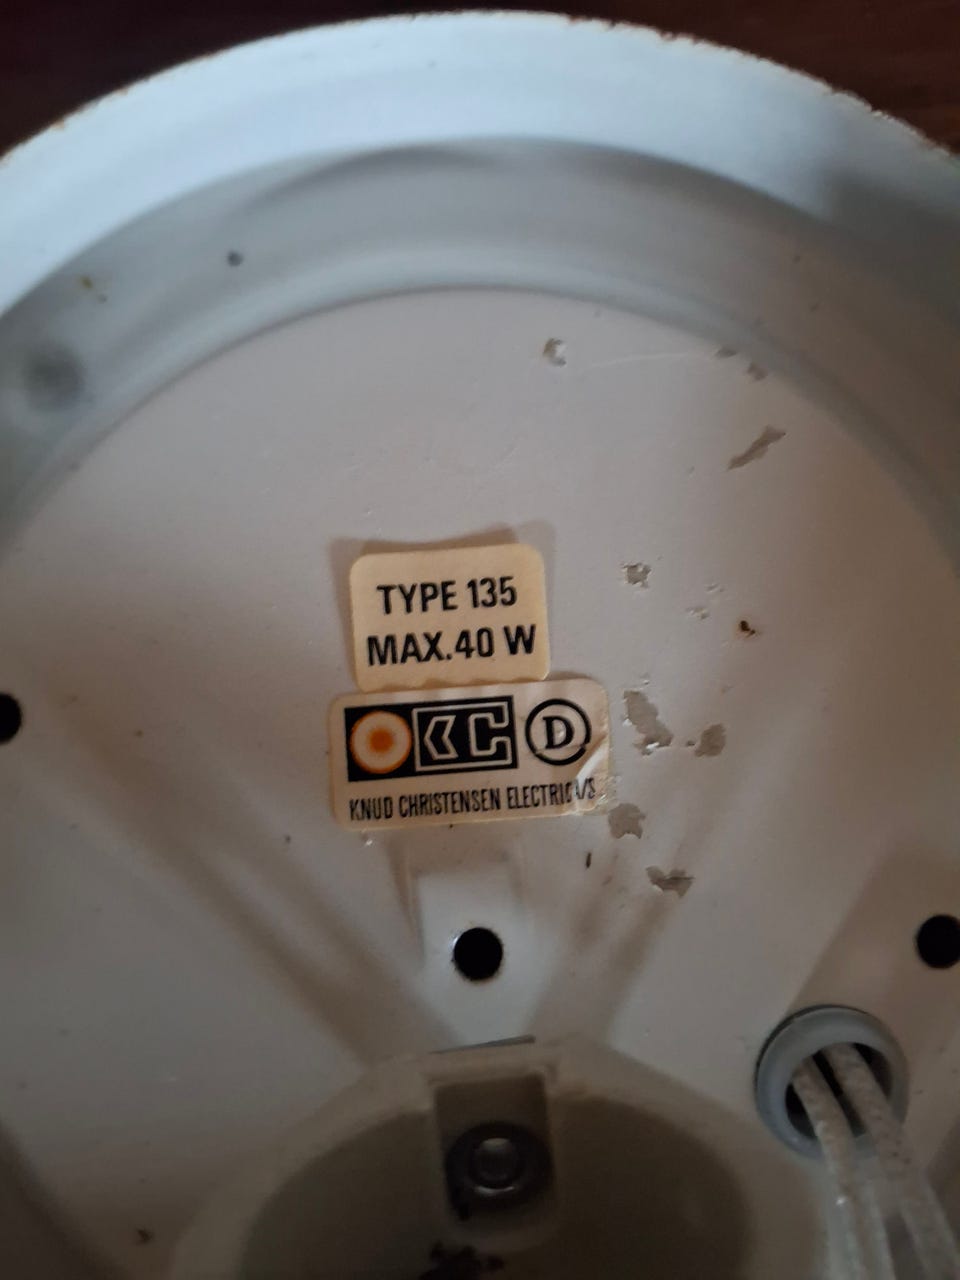 TYPE 135
MAX.40 W
KC D
KNUD CHRISTENSEN ELECTRIC A/S